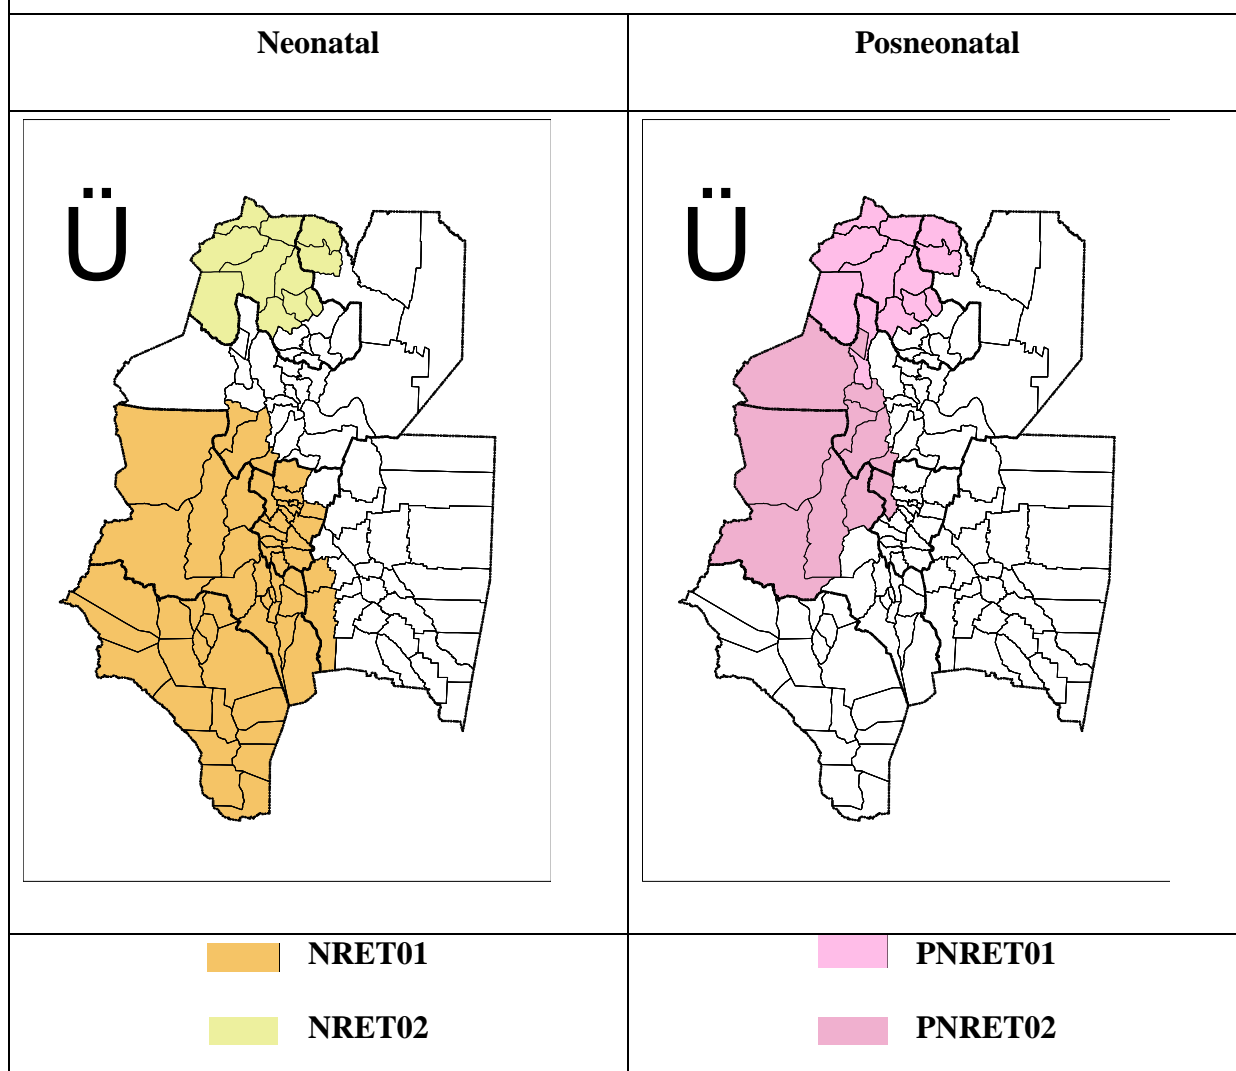 Neonatal
Posneonatal
Ü
Ü
NRET01
PNRET01
NRET02
PNRET02